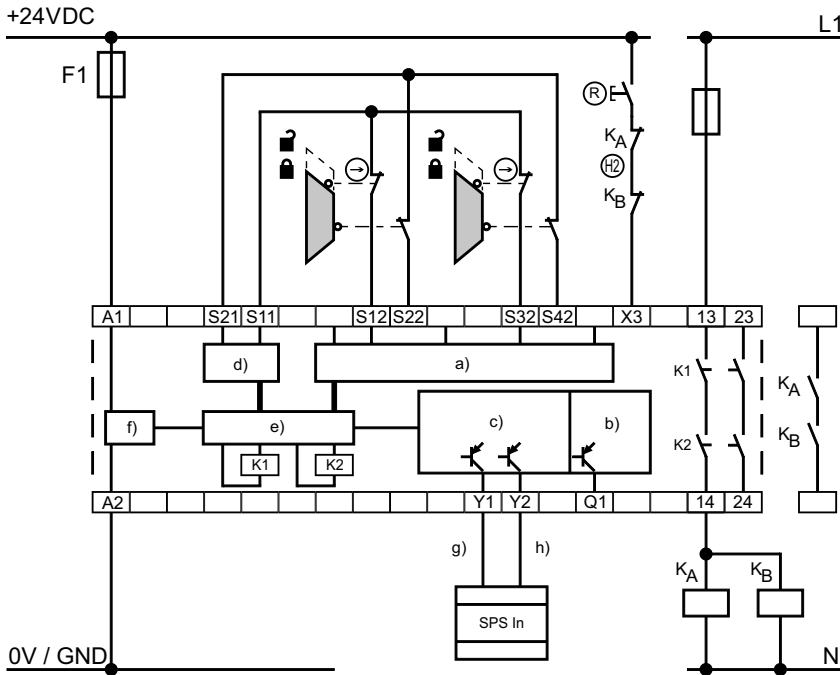 +24VDC
L1
F1
R
KA
H2
KB
A1 S21 S11 S12 S22 S32 S42 X3 13 23
d)
a)
K1
KA
f)
e)
c)
b)
K1
K2
K2
KB
A2 Y1 Y2 Q1 14 24
g)
h)
KA
KB
SPS In
0V / GND
N